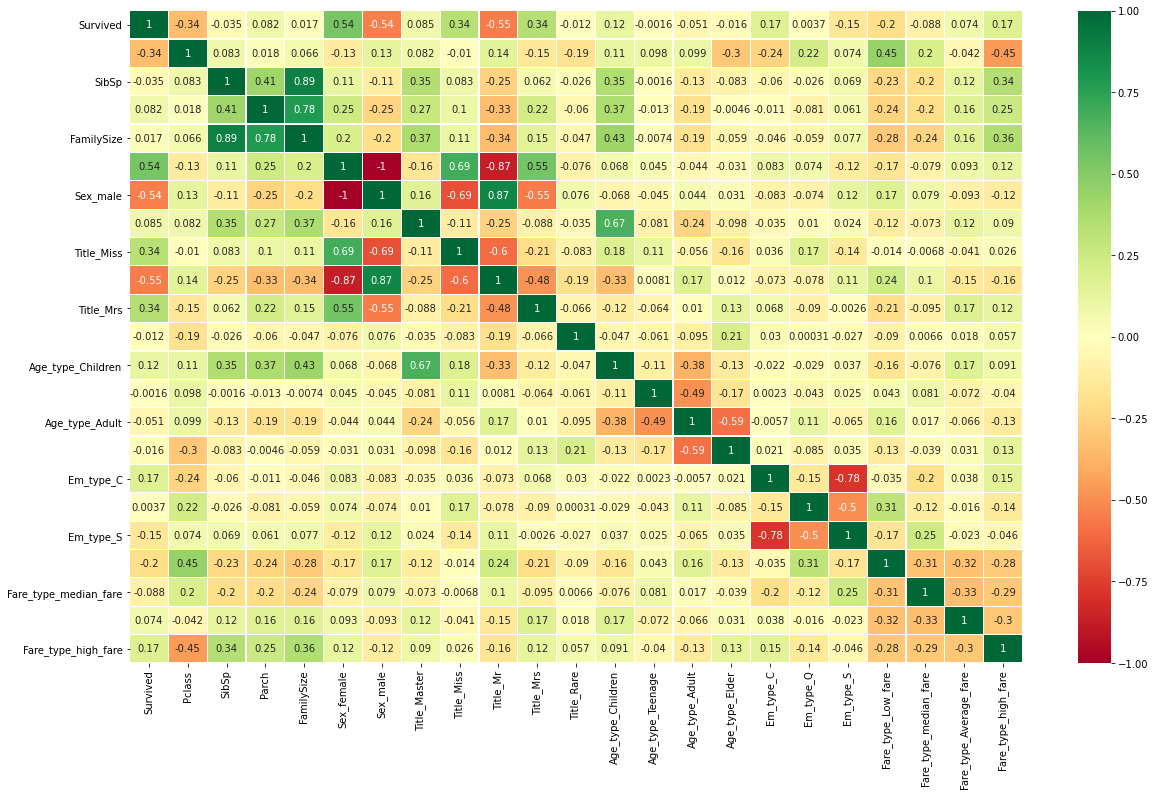 Survived 1 -0.34 -0.035 0.082 0.017 0.54 -0.54 0.085 0.34 -0.55 0.34 -0.012 0.12 -0.0016 -0.051 -0.016 0.17 0.0037 -0.15 -0.2 -0.088 0.074 0.17
-0.34 1 0.083 0.018 0.066 -0.13 0.13 0.082 -0.01 0.14 -0.15 -0.19 0.11 0.098 0.099 -0.3 -0.24 0.22 0.074 0.45 0.2 -0.042 -0.45
SibSp -0.035 0.083 1 0.41 0.89 0.11 -0.11 0.35 0.083 -0.25 0.062 -0.026 0.35 -0.0016 -0.13 -0.083 -0.06 -0.026 0.069 -0.23 -0.2 0.12 0.34
0.082 0.018 0.41 1 0.78 0.25 -0.25 0.27 0.1 -0.33 0.22 -0.06 0.37 -0.013 -0.19 -0.0046 -0.011 -0.081 0.061 -0.24 -0.2 0.16 0.25
FamilySize 0.017 0.066 0.89 0.78 1 0.2 -0.2 0.37 0.11 -0.34 0.15 -0.047 0.43 -0.0074 -0.19 -0.059 -0.046 -0.059 0.077 -0.28 -0.24 0.16 0.36
0.54 -0.13 0.11 0.25 0.2 1 -1 -0.16 0.69 -0.87 0.55 -0.076 0.068 0.045 -0.044 -0.031 0.083 0.074 -0.12 -0.17 -0.079 0.093 0.12
Sex_male -0.54 0.13 -0.11 -0.25 -0.2 -1 1 0.16 -0.69 0.87 -0.55 0.076 -0.068 -0.045 0.044 0.031 -0.083 -0.074 0.12 0.17 0.079 -0.093 -0.12
0.085 0.082 0.35 0.27 0.37 -0.16 0.16 1 -0.11 -0.25 -0.088 -0.035 0.67 -0.081 -0.24 -0.098 -0.036 0.01 0.024 -0.12 -0.073 0.12 0.09
Title_Miss 0.34 -0.01 0.083 0.1 0.11 0.69 -0.69 -0.11 1 -0.6 -0.21 -0.083 0.18 0.11 -0.056 -0.16 0.036 0.17 -0.14 -0.014 -0.0068 -0.041 0.026
-0.55 0.14 -0.25 -0.33 -0.34 -0.87 0.87 -0.25 -0.6 1 -0.48 -0.19 -0.33 0.0081 0.17 0.012 -0.073 -0.078 0.11 0.24 0.1 -0.15 -0.16
Title_Mrs 0.34 -0.15 0.062 0.22 0.15 0.55 -0.55 -0.088 -0.21 -0.48 1 -0.066 -0.12 -0.064 0.01 0.13 0.068 -0.09 -0.0026 -0.21 -0.095 0.17 0.12
-0.012 -0.19 -0.026 -0.06 -0.047 -0.076 0.076 -0.035 -0.083 -0.19 -0.066 1 -0.047 -0.061 -0.095 0.21 0.03 0.00031 -0.027 -0.09 0.0066 0.018 0.057
Age_type_Children 0.12 0.11 0.35 0.37 0.43 0.068 -0.068 0.67 0.18 -0.33 -0.12 -0.047 1 -0.11 -0.38 -0.13 -0.022 -0.029 0.037 -0.16 -0.076 0.17 0.091
-0.0016 0.098 -0.0016 -0.013 -0.0074 0.045 -0.045 -0.081 0.11 0.0081 -0.064 -0.061 -0.11 1 -0.49 -0.17 0.0023 -0.043 0.025 0.043 0.081 -0.072 -0.04
Age_type_Adult -0.051 0.099 -0.13 -0.19 -0.19 -0.044 0.044 -0.24 -0.056 0.17 0.01 -0.095 -0.38 -0.49 1 -0.59 -0.0057 0.11 -0.065 0.16 0.017 -0.066 -0.13
-0.016 -0.3 -0.083 -0.0046 -0.059 -0.031 0.031 -0.098 -0.16 0.012 0.13 0.21 -0.13 -0.17 -0.59 1 0.021 -0.085 0.035 -0.13 -0.039 0.031 0.13
Em_type_C 0.17 -0.24 -0.06 -0.011 -0.046 0.083 -0.083 -0.035 0.036 -0.073 0.068 0.03 -0.022 0.0023 -0.0057 0.021 1 -0.15 -0.78 -0.035 -0.2 0.038 0.15
0.0037 0.22 -0.026 -0.081 -0.059 0.074 -0.074 0.01 0.17 -0.078 -0.09 0.00031 -0.029 -0.043 0.11 -0.085 -0.15 1 -0.5 0.31 -0.12 -0.016 -0.14
Em_type_S -0.15 0.074 0.069 0.061 0.077 -0.12 0.12 0.024 -0.14 0.11 -0.0026 -0.027 0.037 0.025 -0.065 0.035 -0.78 -0.5 1 -0.17 0.25 -0.023 -0.046
-0.2 0.45 -0.23 -0.24 -0.28 -0.17 0.17 -0.12 -0.014 0.24 -0.21 -0.09 -0.16 0.043 0.16 -0.13 -0.035 0.31 -0.17 1 -0.31 -0.32 -0.28
Fare_type_median_fare -0.088 0.2 -0.2 -0.2 -0.24 -0.079 0.079 -0.073 -0.0068 0.1 -0.095 0.0066 -0.076 0.081 0.017 -0.039 -0.2 -0.12 0.25 -0.31 1 -0.33 -0.29
0.074 -0.042 0.12 0.16 0.16 0.093 -0.093 0.12 -0.041 -0.15 0.17 0.018 0.17 -0.072 -0.066 0.031 0.038 -0.016 -0.023 -0.32 -0.33 1 -0.3
Fare_type_high_fare 0.17 -0.45 0.34 0.25 0.36 0.12 -0.12 0.09 0.026 -0.16 0.12 0.057 0.091 -0.04 -0.13 0.13 0.15 -0.14 -0.046 -0.28 -0.29 -0.3 1
Survived
Pclass
SibSp
Parch
FamilySize
Sex_female
Sex_male
Title_Master
Title_Miss
Title_Mr
Title_Mrs
Title_Rare
Age_type_Children
Age_type_Teenage
Age_type_Adult
Age_type_Elder
Em_type_C
Em_type_Q
Em_type_S
Fare_type_Low_fare
Fare_type_median_fare
Fare_type_Average_fare
Fare_type_high_fare
1.00
0.75
0.50
0.25
0.00
-0.25
-0.50
-0.75
-1.00